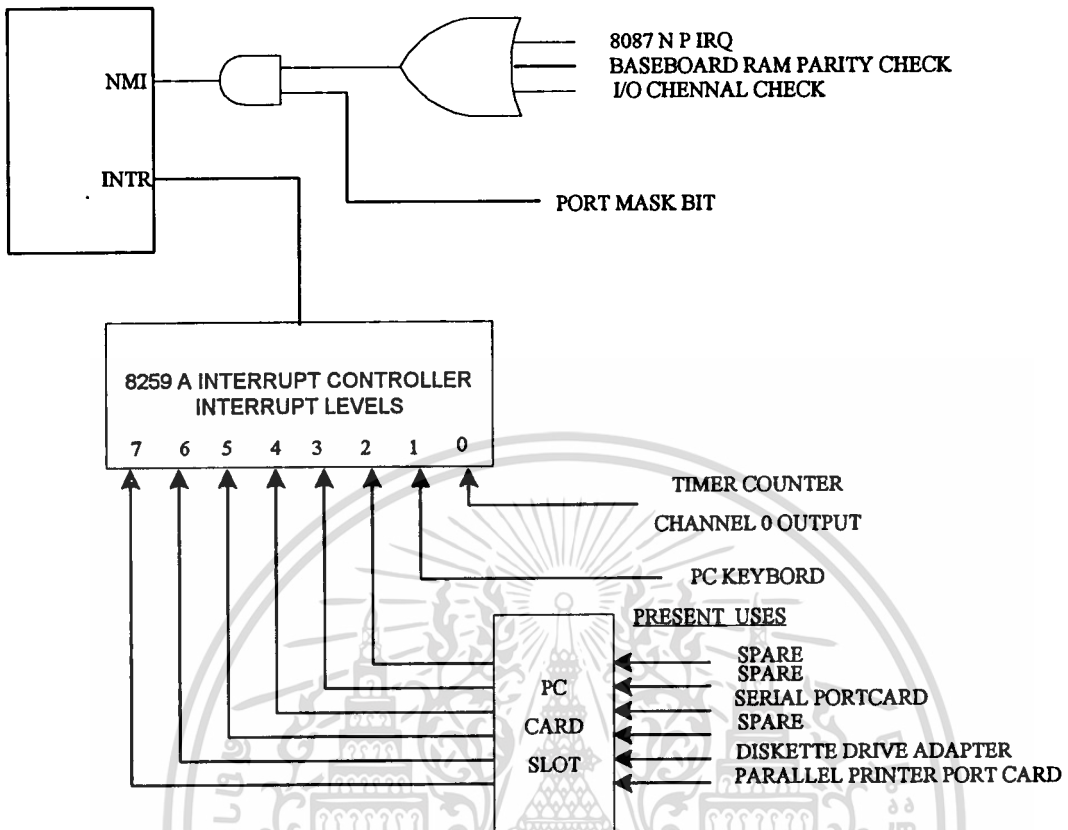 8087 N P IRQ
BASEBOARD RAM PARITY CHECK
I/O CHENNAL CHECK
NMI
INTR
PORT MASK BIT
8259 A INTERRUPT CONTROLLER
INTERRUPT LEVELS
7 6 5 4 3 2 1 0
TIMER COUNTER
CHANNEL 0 OUTPUT
PC KEYBORD
PRESENT USES
PC
CARD
SLOT
SPARE
SPARE
SERIAL PORTCARD
SPARE
DISKETTE DRIVE ADAPTER
PARALLEL PRINTER PORT CARD